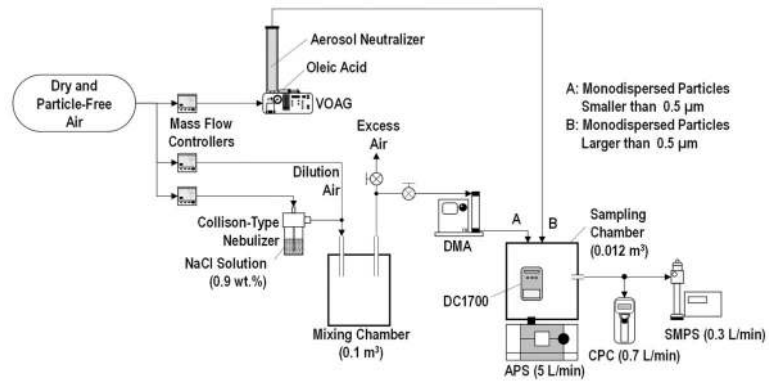 Aerosol Neutralizer
Oleic Acid
VOAG
Dry and
Particle-Free
Air
Mass Flow
Controllers
A: Monodispersed Particles
Smaller than 0.5 µm
B: Monodispersed Particles
Larger than 0.5 µm
Excess
Air
Dilution
Air
Collison-Type
Nebulizer
NaCl Solution
(0.9 wt.%)
Mixing Chamber
(0.1 m³)
DMA
A
B
Sampling
Chamber
(0.012 m³)
DC1700
APS (5 L/min)
CPC (0.7 L/min)
SMPS (0.3 L/min)